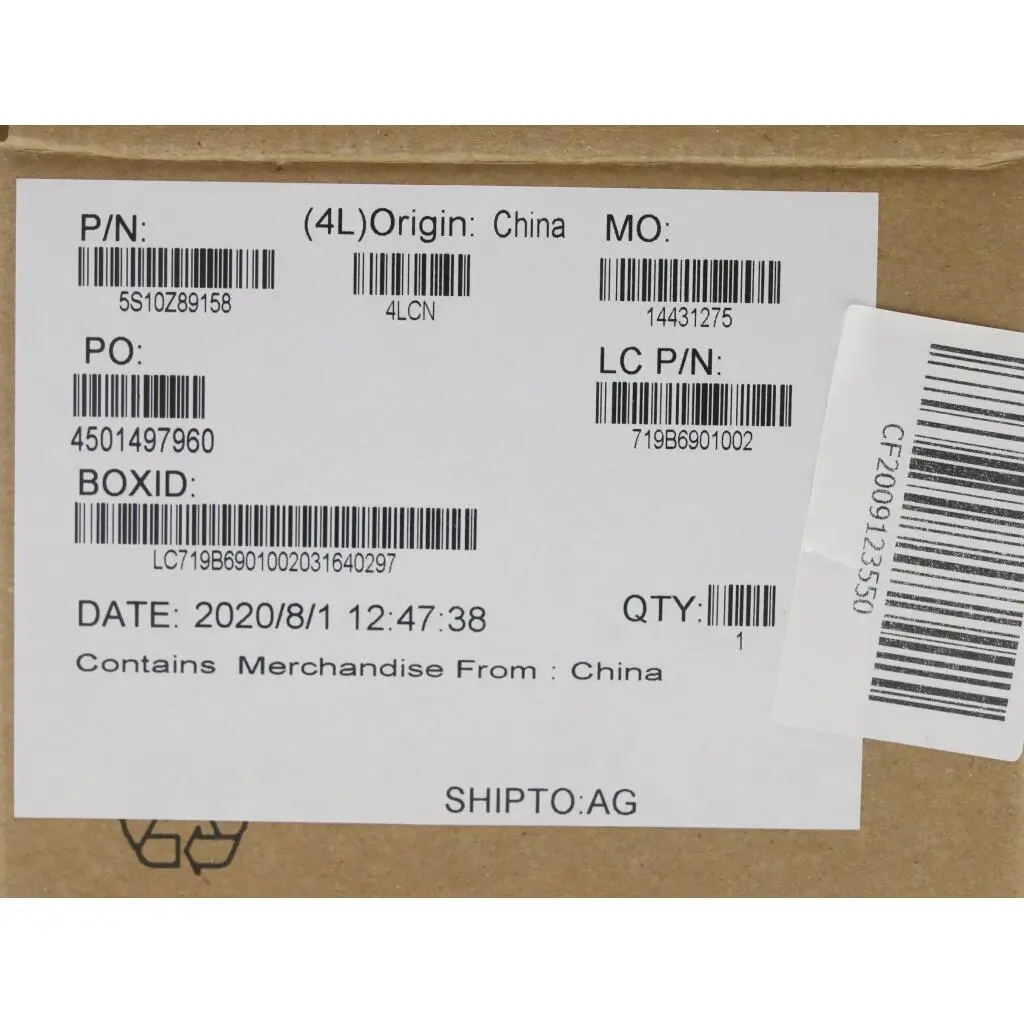 P/N:
(4L)Origin: China
MO:
5S10Z89158
4LCN
14431275
PO:
LC P/N:
4501497960
719B6901002
BOXID:
LC719B6901002031640297
DATE: 2020/8/1 12:47:38
QTY:
1
Contains Merchandise From : China
SHIPTO:AG
CF2009123550